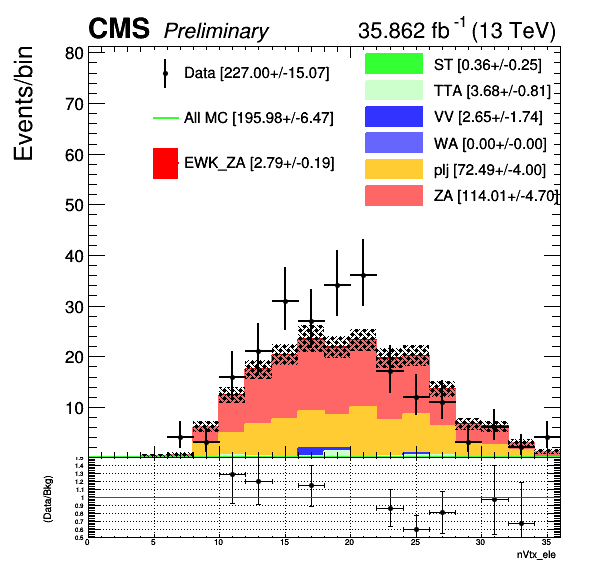 CMS Preliminary 35.862 fb⁻¹ (13 TeV)
Events/bin
80
70
60
50
40
30
20
10
Data [227.00+/-15.07]
All MC [195.98+/-6.47]
EWK_ZA [2.79+/-0.19]
ST [0.36+/-0.25]
TTA [3.68+/-0.81]
VV [2.65+/-1.74]
WA [0.00+/-0.00]
plj [72.49+/-4.00]
ZA [114.01+/-4.70]
(Data/Bkg)
1.5
1.4
1.3
1.2
1.1
1
0.9
0.8
0.7
0.6
0.5
0 5 10 15 20 25 30 35
nVtx_ele